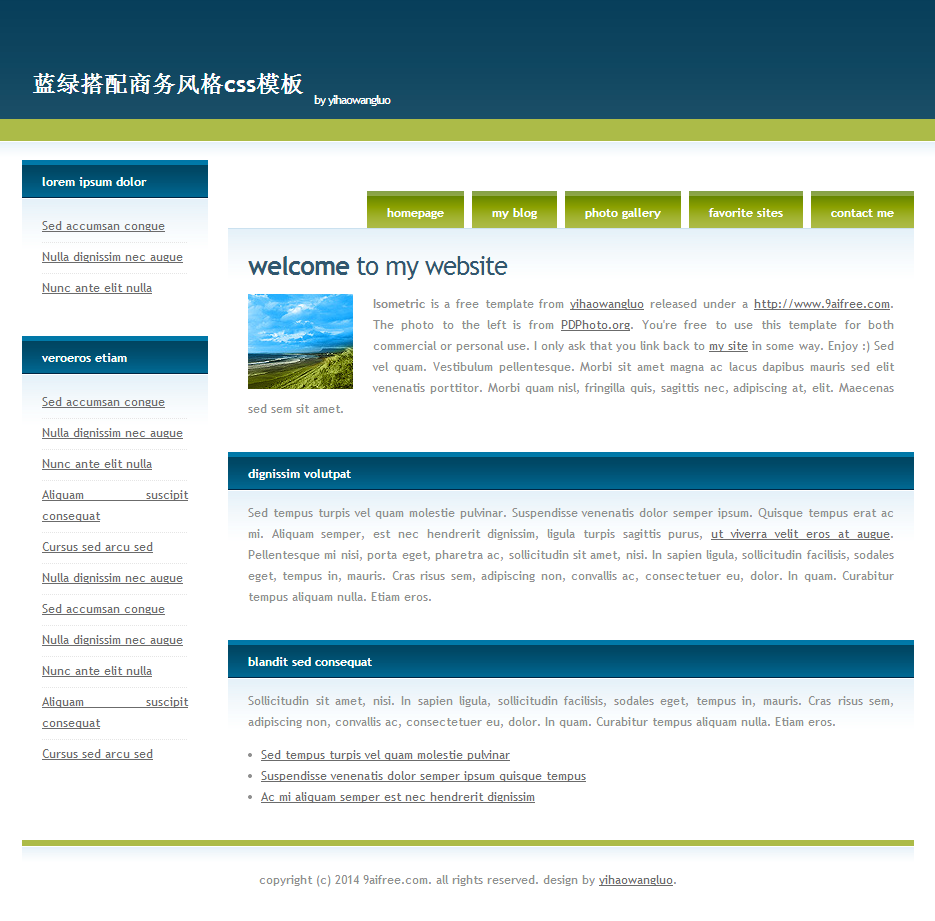 蓝绿搭配商务风格css模板 by yihaowangluo
lorem ipsum dolor
Sed accumsan congue
Nulla dignissim nec augue
Nunc ante elit nulla
veroeros etiam
Sed accumsan congue
Nulla dignissim nec augue
Nunc ante elit nulla
Aliquam suscipit
consequat
Cursus sed arcu sed
Nulla dignissim nec augue
Sed accumsan congue
Nulla dignissim nec augue
Nunc ante elit nulla
Aliquam suscipit
consequat
Cursus sed arcu sed
homepage my blog photo gallery favorite sites contact me
welcome to my website
Isometric is a free template from yihaowangluo released under a http://www.9aifree.com.
The photo to the left is from PDPhoto.org. You're free to use this template for both
commercial or personal use. I only ask that you link back to my site in some way. Enjoy :) Sed
vel quam. Vestibulum pellentesque. Morbi sit amet magna ac lacus dapibus mauris sed elit
venenatis porttitor. Morbi quam nisl, fringilla quis, sagittis nec, adipiscing at, elit. Maecenas
sed sem sit amet.
dignissim volutpat
Sed tempus turpis vel quam molestie pulvinar. Suspendisse venenatis dolor semper ipsum. Quisque tempus erat ac
mi. Aliquam semper, est nec hendrerit dignissim, ligula turpis sagittis purus, ut viverra velit eros at augue.
Pellentesque mi nisi, porta eget, pharetra ac, sollicitudin sit amet, nisi. In sapien ligula, sollicitudin facilisis, sodales
eget, tempus in, mauris. Cras risus sem, adipiscing non, convallis ac, consectetuer eu, dolor. In quam. Curabitur
tempus aliquam nulla. Etiam eros.
blandit sed consequat
Sollicitudin sit amet, nisi. In sapien ligula, sollicitudin facilisis, sodales eget, tempus in, mauris. Cras risus sem,
adipiscing non, convallis ac, consectetuer eu, dolor. In quam. Curabitur tempus aliquam nulla. Etiam eros.
• Sed tempus turpis vel quam molestie pulvinar
• Suspendisse venenatis dolor semper ipsum quisque tempus
• Ac mi aliquam semper est nec hendrerit dignissim
copyright (c) 2014 9aifree.com. all rights reserved. design by yihaowangluo.